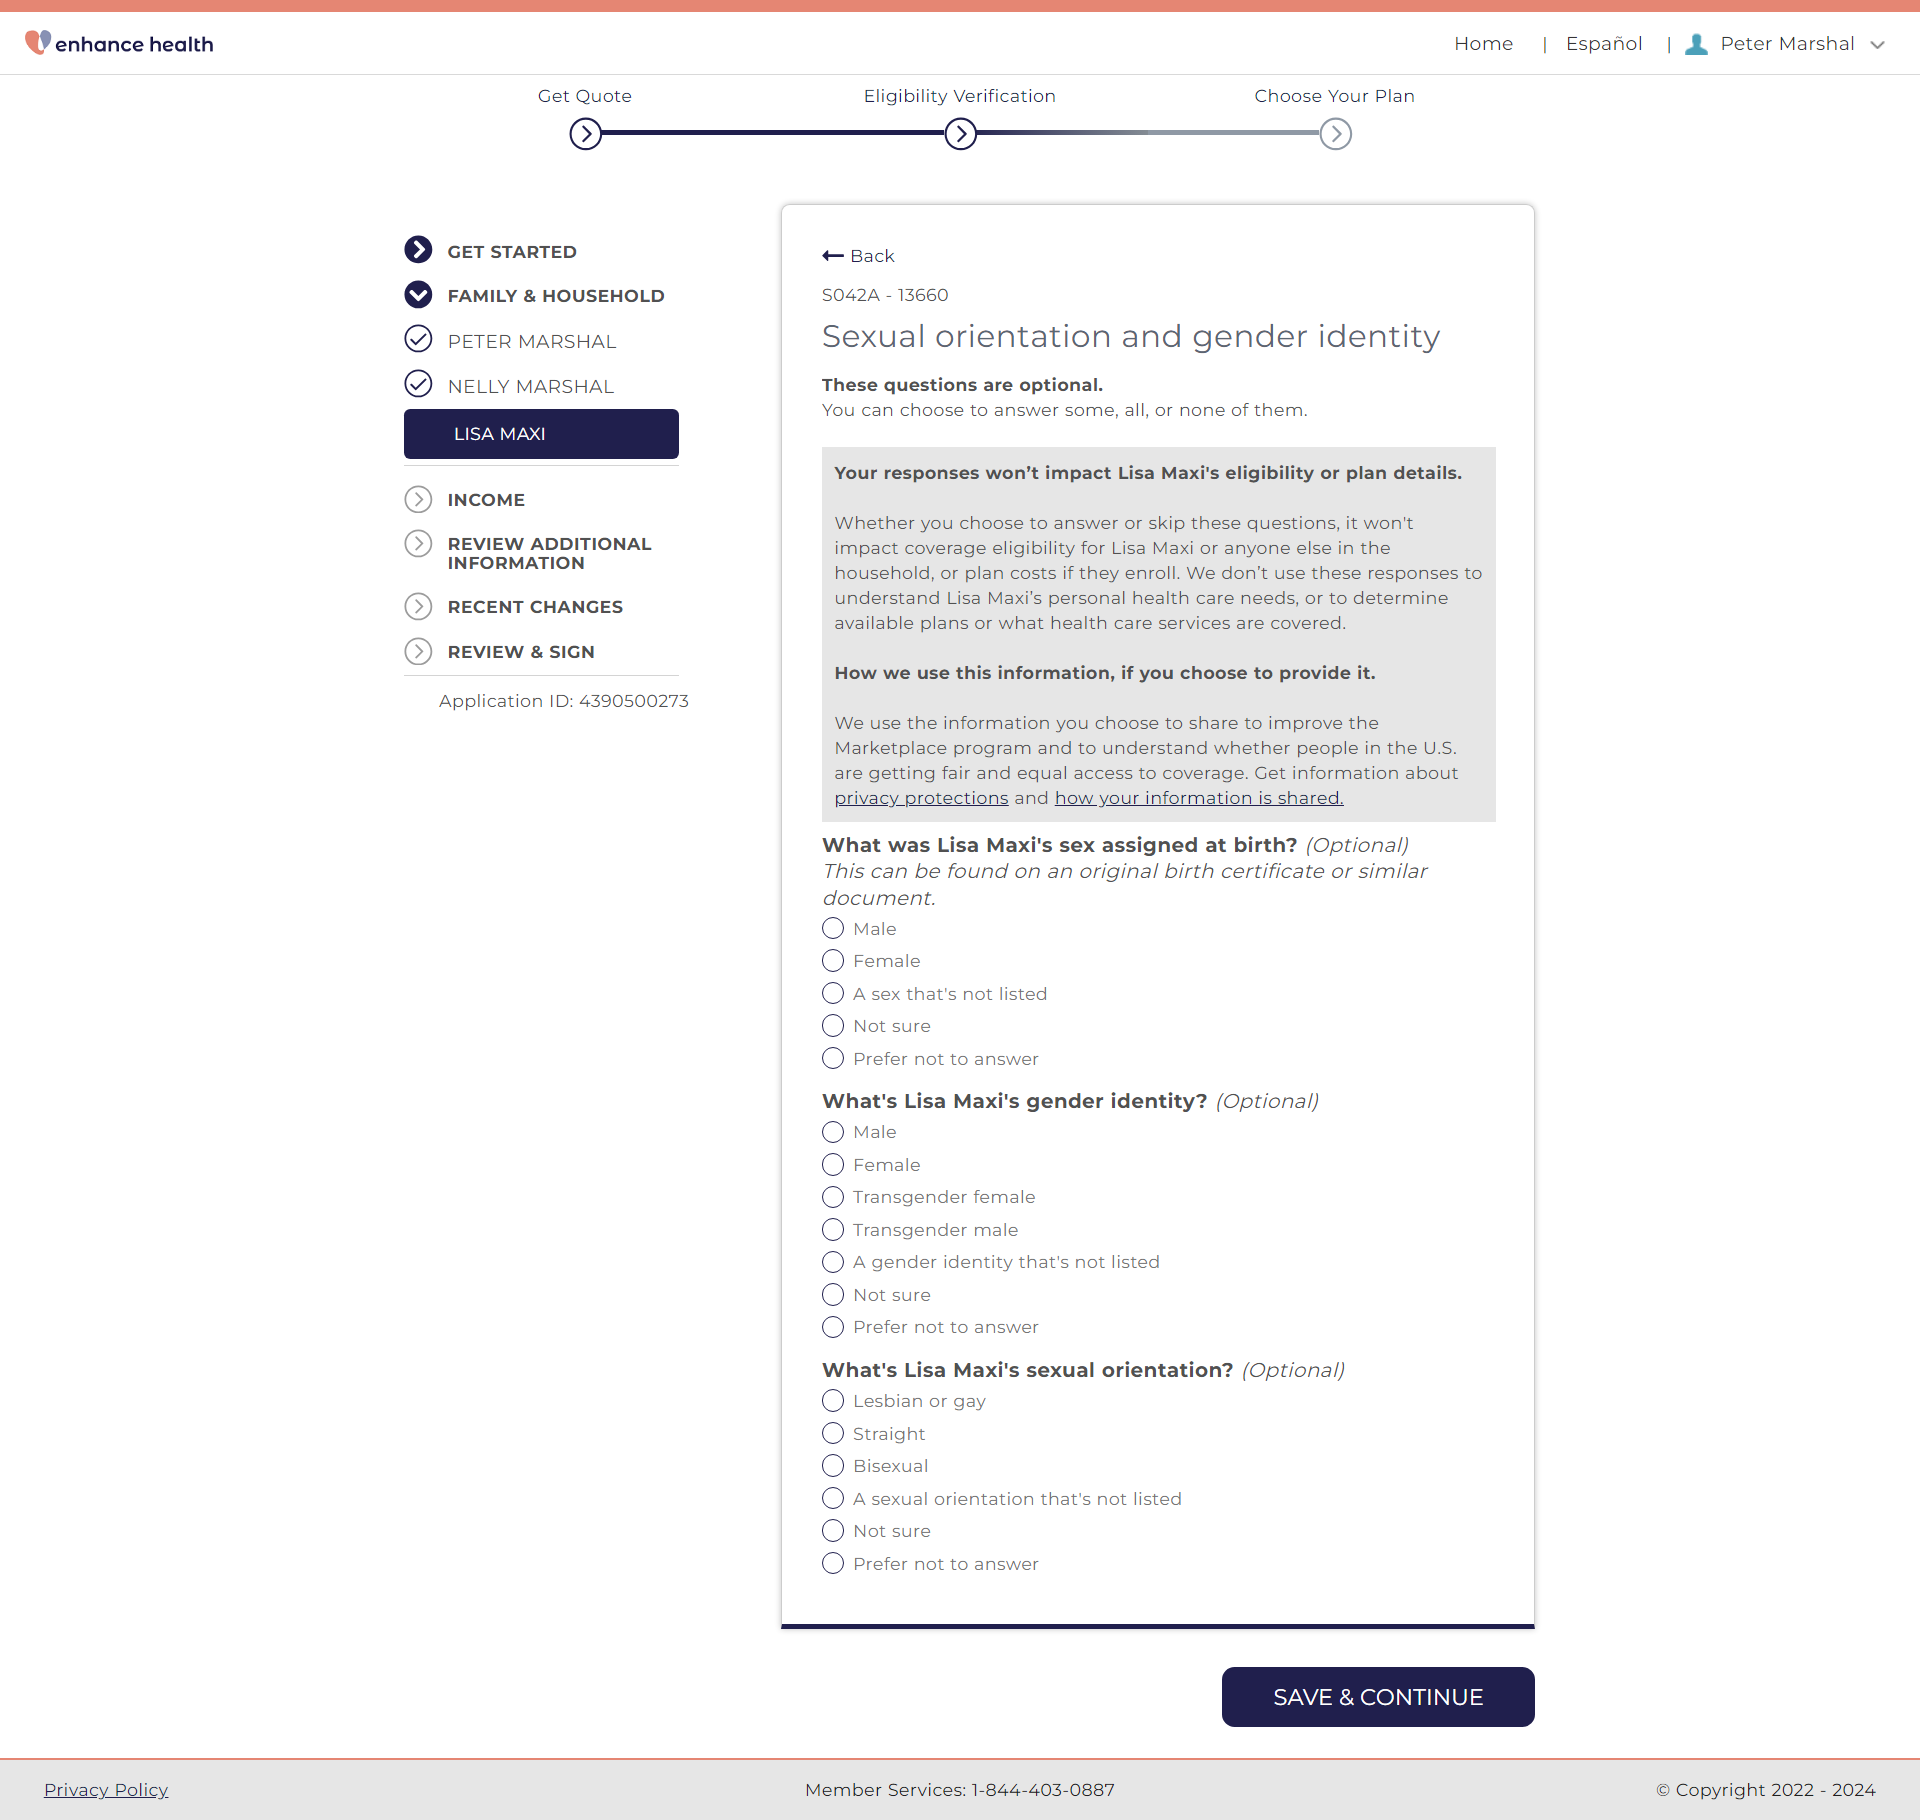 enhance health
Home | Español | Peter Marshal
Get Quote
Eligibility Verification
Choose Your Plan
GET STARTED
FAMILY & HOUSEHOLD
PETER MARSHAL
NELLY MARSHAL
LISA MAXI
INCOME
REVIEW ADDITIONAL
INFORMATION
RECENT CHANGES
REVIEW & SIGN
Application ID: 4390500273
Back
S042A - 13660
Sexual orientation and gender identity
These questions are optional.
You can choose to answer some, all, or none of them.
Your responses won’t impact Lisa Maxi's eligibility or plan details.
Whether you choose to answer or skip these questions, it won't
impact coverage eligibility for Lisa Maxi or anyone else in the
household, or plan costs if they enroll. We don’t use these responses to
understand Lisa Maxi’s personal health care needs, or to determine
available plans or what health care services are covered.
How we use this information, if you choose to provide it.
We use the information you choose to share to improve the
Marketplace program and to understand whether people in the U.S.
are getting fair and equal access to coverage. Get information about
privacy protections and how your information is shared.
What was Lisa Maxi's sex assigned at birth? (Optional)
This can be found on an original birth certificate or similar
document.
Male
Female
A sex that's not listed
Not sure
Prefer not to answer
What's Lisa Maxi's gender identity? (Optional)
Male
Female
Transgender female
Transgender male
A gender identity that's not listed
Not sure
Prefer not to answer
What's Lisa Maxi's sexual orientation? (Optional)
Lesbian or gay
Straight
Bisexual
A sexual orientation that's not listed
Not sure
Prefer not to answer
SAVE & CONTINUE
Privacy Policy
Member Services: 1-844-403-0887
© Copyright 2022 - 2024